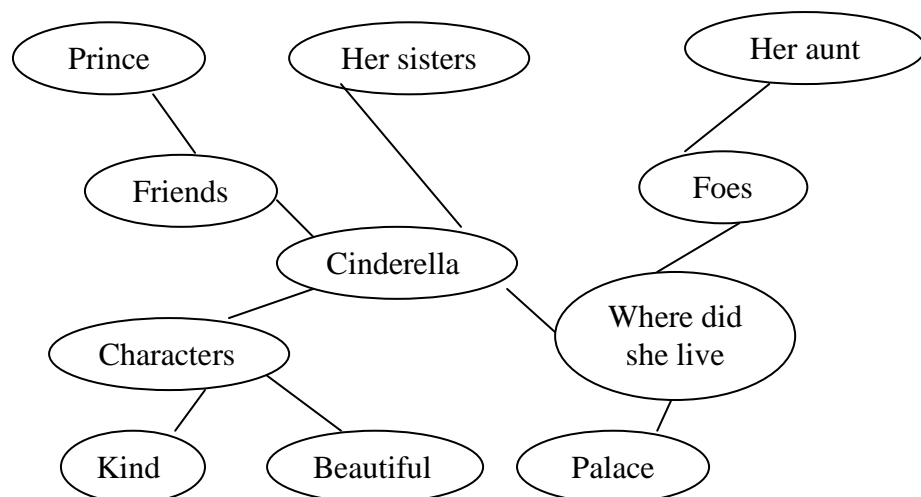 Prince
Her sisters
Her aunt
Friends
Foes
Cinderella
Where did
she live
Characters
Kind
Beautiful
Palace